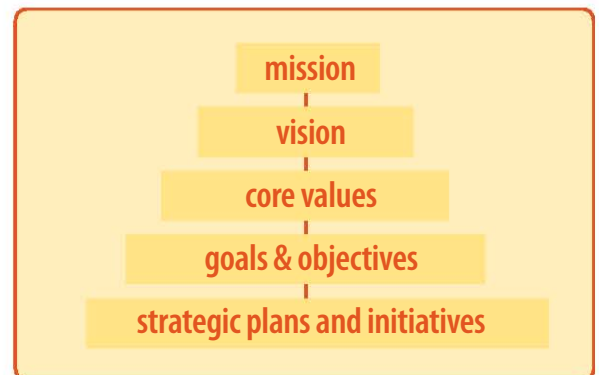 mission
vision
core values
goals & objectives
strategic plans and initiatives